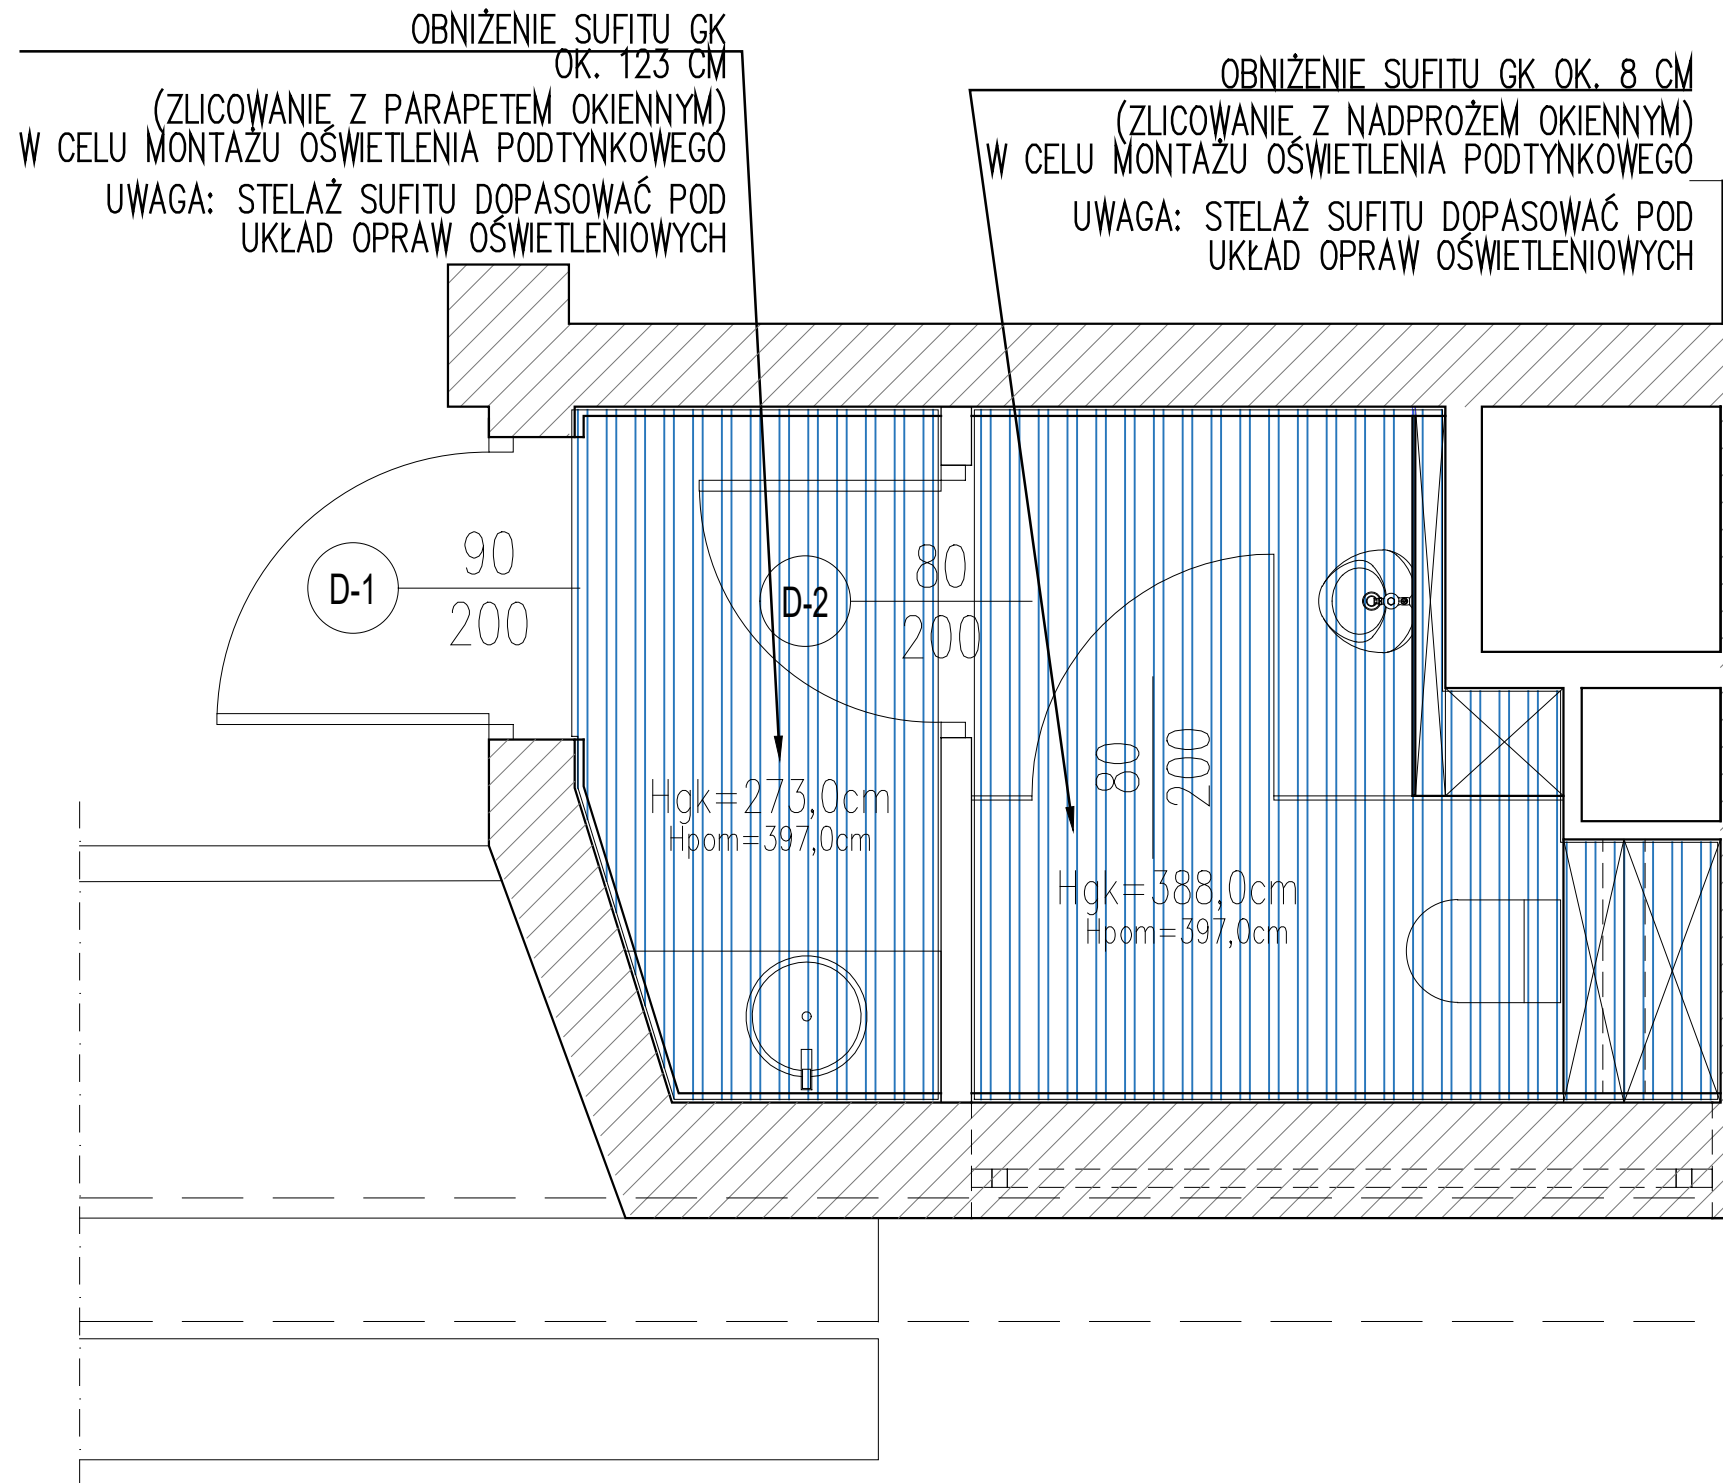 OBNIŻENIE SUFITU GK
OK. 123 CM
(ZLICOWANIE Z PARAPETEM OKIENNYM)
W CELU MONTAŻU OŚWIETLENIA PODTYNKOWEGO
UWAGA: STELAŻ SUFITU DOPASOWAĆ POD
UKŁAD OPRAW OŚWIETLENIOWYCH
OBNIŻENIE SUFITU GK OK. 8 CM
(ZLICOWANIE Z NADPROŻEM OKIENNYM)
W CELU MONTAŻU OŚWIETLENIA PODTYNKOWEGO
UWAGA: STELAŻ SUFITU DOPASOWAĆ POD
UKŁAD OPRAW OŚWIETLENIOWYCH
D-1
90
200
D-2
80
200
80
200
Hgk=273,0cm
Hpom=397,0cm
Hgk=388,0cm
Hpom=397,0cm